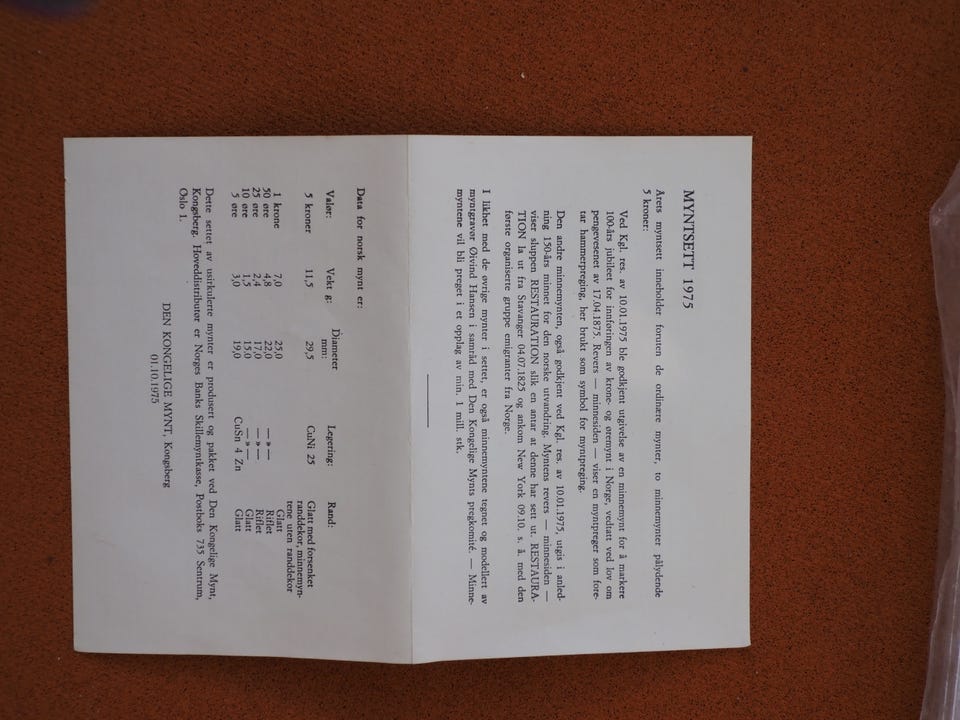 MYNTSETT 1975
Årets myntsett inneholder foruten de ordinære mynter, to minnemynter pålydende
5 kroner:
Ved Kgl. res. av 10.01.1975 ble godkjent utgivelse av en minnemynt for å markere
100-års jubileet for innføringen av krone- og øremynt i Norge, vedtatt ved lov om
pengevesenet av 17.04.1875. Revers — minnesiden — viser en myntpreger som fore-
tar hammerpreging, her brukt som symbol for myntpreging.
Den andre minnemynten, også godkjent ved Kgl. res. av 10.01.1975, utgis i anled-
ning 150-års minnet for den norske utvandring. Myntens revers — minnesiden —
viser sluppen RESTAURATION slik en antar at denne har sett ut. RESTAURA-
TION la ut fra Stavanger 04.07.1825 og ankom New York 09.10. s. å. med den
første organiserte gruppe emigranter fra Norge.
I likhet med de øvrige mynter i settet, er også minnemyntene tegnet og modellert av
myntgravør Øivind Hansen i samråd med Den Kongelige Mynts pregkomité. — Minne-
myntene vil bli preget i et opplag av min. 1 mill. stk.
Data for norsk mynt er:
Valør: Vekt g: Diameter mm: Legering: Rand:
5 kroner 11,5 29,5 CuNi 25 Glatt med forsenket
randdekor, minnemyn-
tene uten randdekor
1 krone 7,0 25,0 —»— Glatt
50 øre 4,8 22,0 —»— Riflet
25 øre 2,4 17,0 —»— Riflet
10 øre 1,5 15,0 —»— Glatt
5 øre 3,0 19,0 CuSn 4 Zn Glatt
Dette settet av usirkulerte mynter er produsert og pakket ved Den Kongelige Mynt,
Kongsberg. Hoveddistributør er Norges Banks Skillemyntkasse, Postboks 735 Sentrum,
Oslo 1.
DEN KONGELIGE MYNT, Kongsberg
01.10.1975